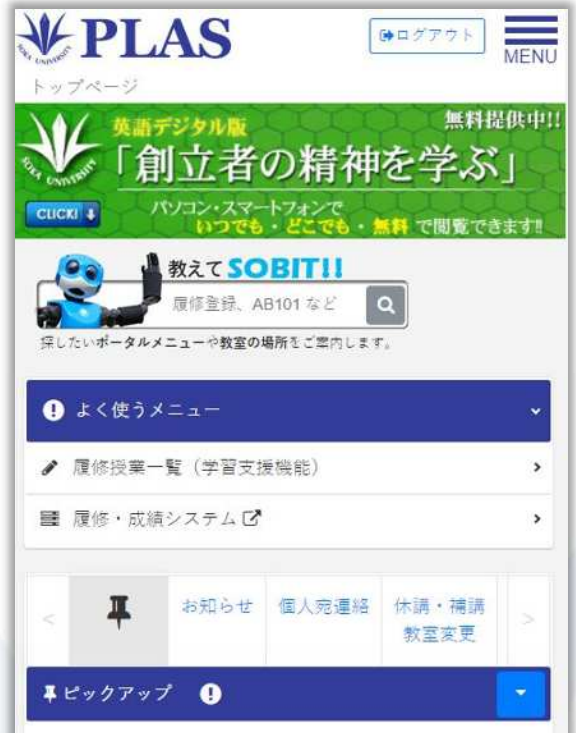 PLAS
SOKA UNIVERSITY
ログアウト
MENU
トップページ
英語デジタル版
無料提供中!!
「創立者の精神を学ぶ」
SOKA UNIVERSITY
CLICK!
パソコン・スマートフォンで
いつでも・どこでも・無料で閲覧できます!!
教えて SOBIT!!
履修登録、AB101 など
探したいポータルメニューや教室の場所をご案内します。
よく使うメニュー
履修授業一覧(学習支援機能)
履修・成績システム
お知らせ
個人宛連絡
休講・補講
教室変更
ピックアップ